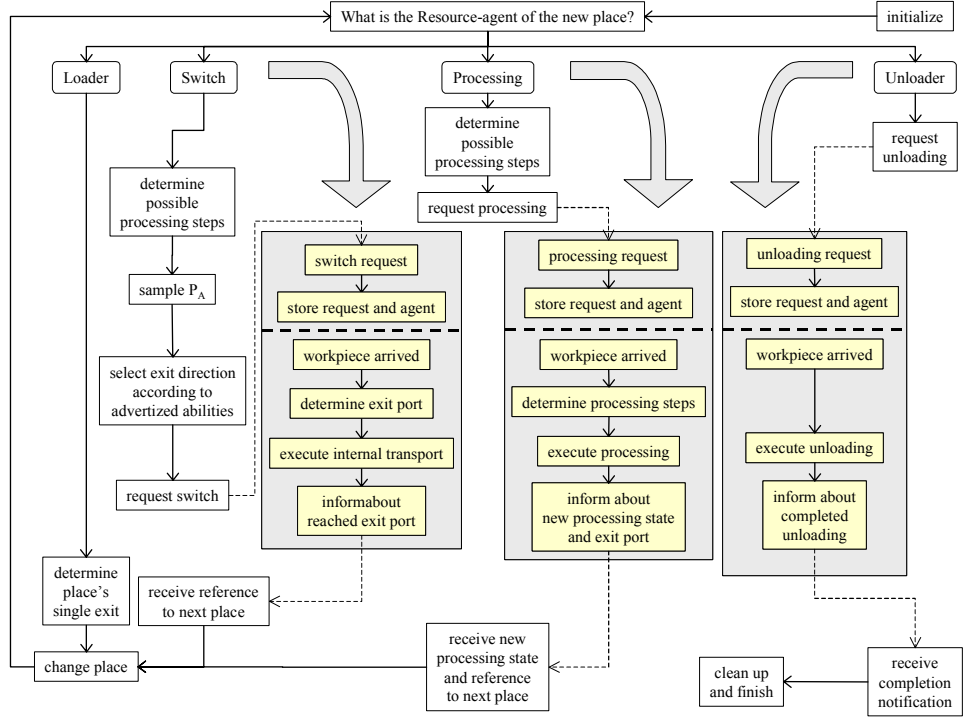 What is the Resource-agent of the new place?
initialize
Loader
Switch
Processing
Unloader
determine
possible
processing steps
request
unloading
determine
possible
processing steps
request processing
switch request
processing request
unloading request
sample P_A
store request and agent
store request and agent
store request and agent
select exit direction
according to
advertized abilities
workpiece arrived
workpiece arrived
workpiece arrived
determine exit port
determine processing steps
execute internal transport
execute processing
execute unloading
request switch
informabout
reached exit port
inform about
new processing state
and exit port
inform about
completed
unloading
determine
place's
single exit
receive reference
to next place
change place
receive new
processing state
and reference
to next place
clean up
and finish
receive
completion
notification